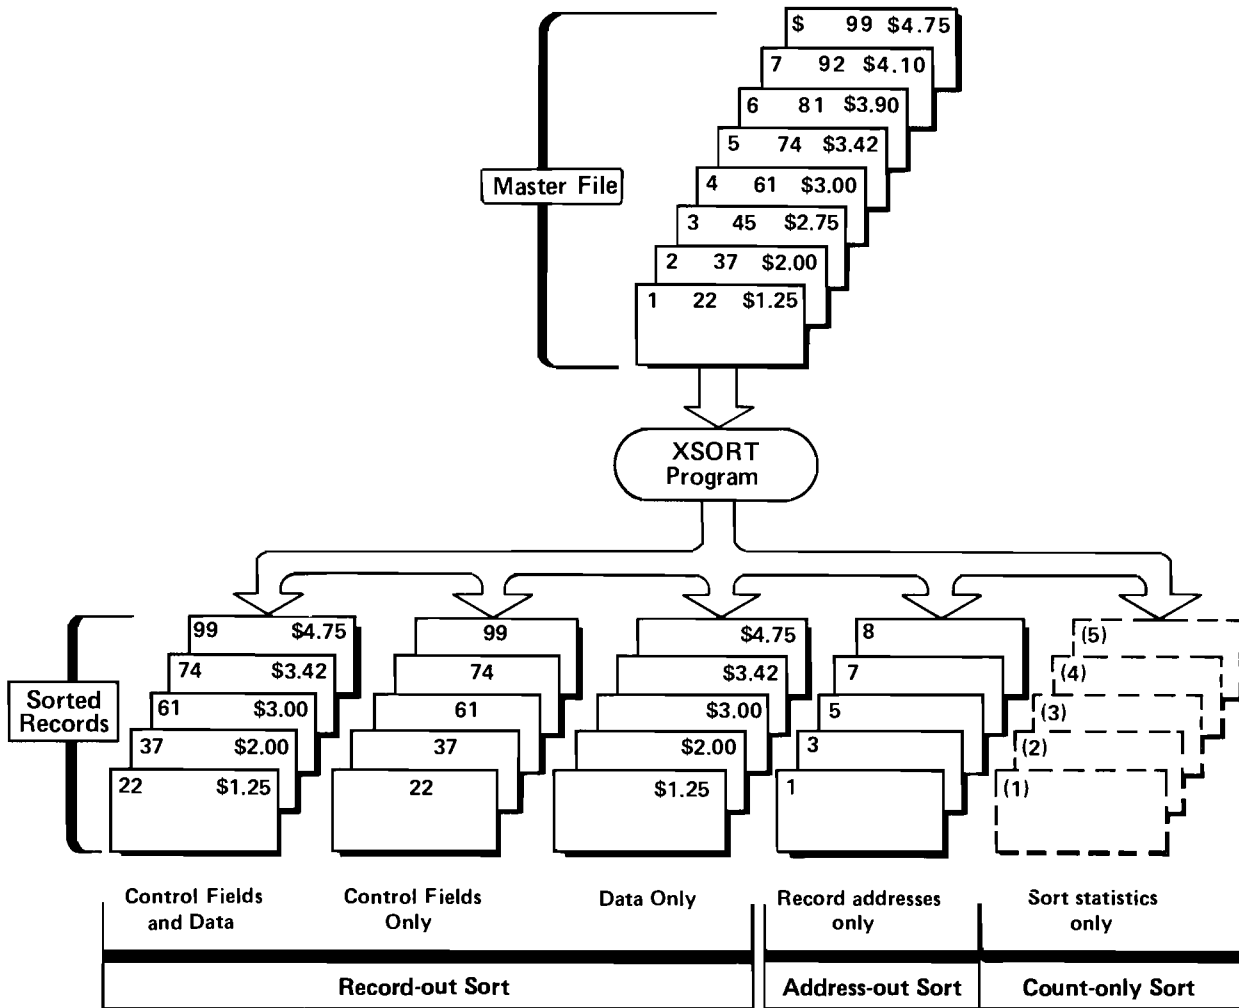 $ 99 $4.75
7 92 $4.10
6 81 $3.90
5 74 $3.42
4 61 $3.00
3 45 $2.75
2 37 $2.00
1 22 $1.25
Master File
XSORT
Program
Sorted
Records
99 $4.75
74 $3.42
61 $3.00
37 $2.00
22 $1.25
99
74
61
37
22
$4.75
$3.42
$3.00
$2.00
$1.25
8
7
5
3
1
(5)
(4)
(3)
(2)
(1)
Control Fields
and Data
Control Fields
Only
Data Only
Record addresses
only
Sort statistics
only
Record-out Sort
Address-out Sort
Count-only Sort